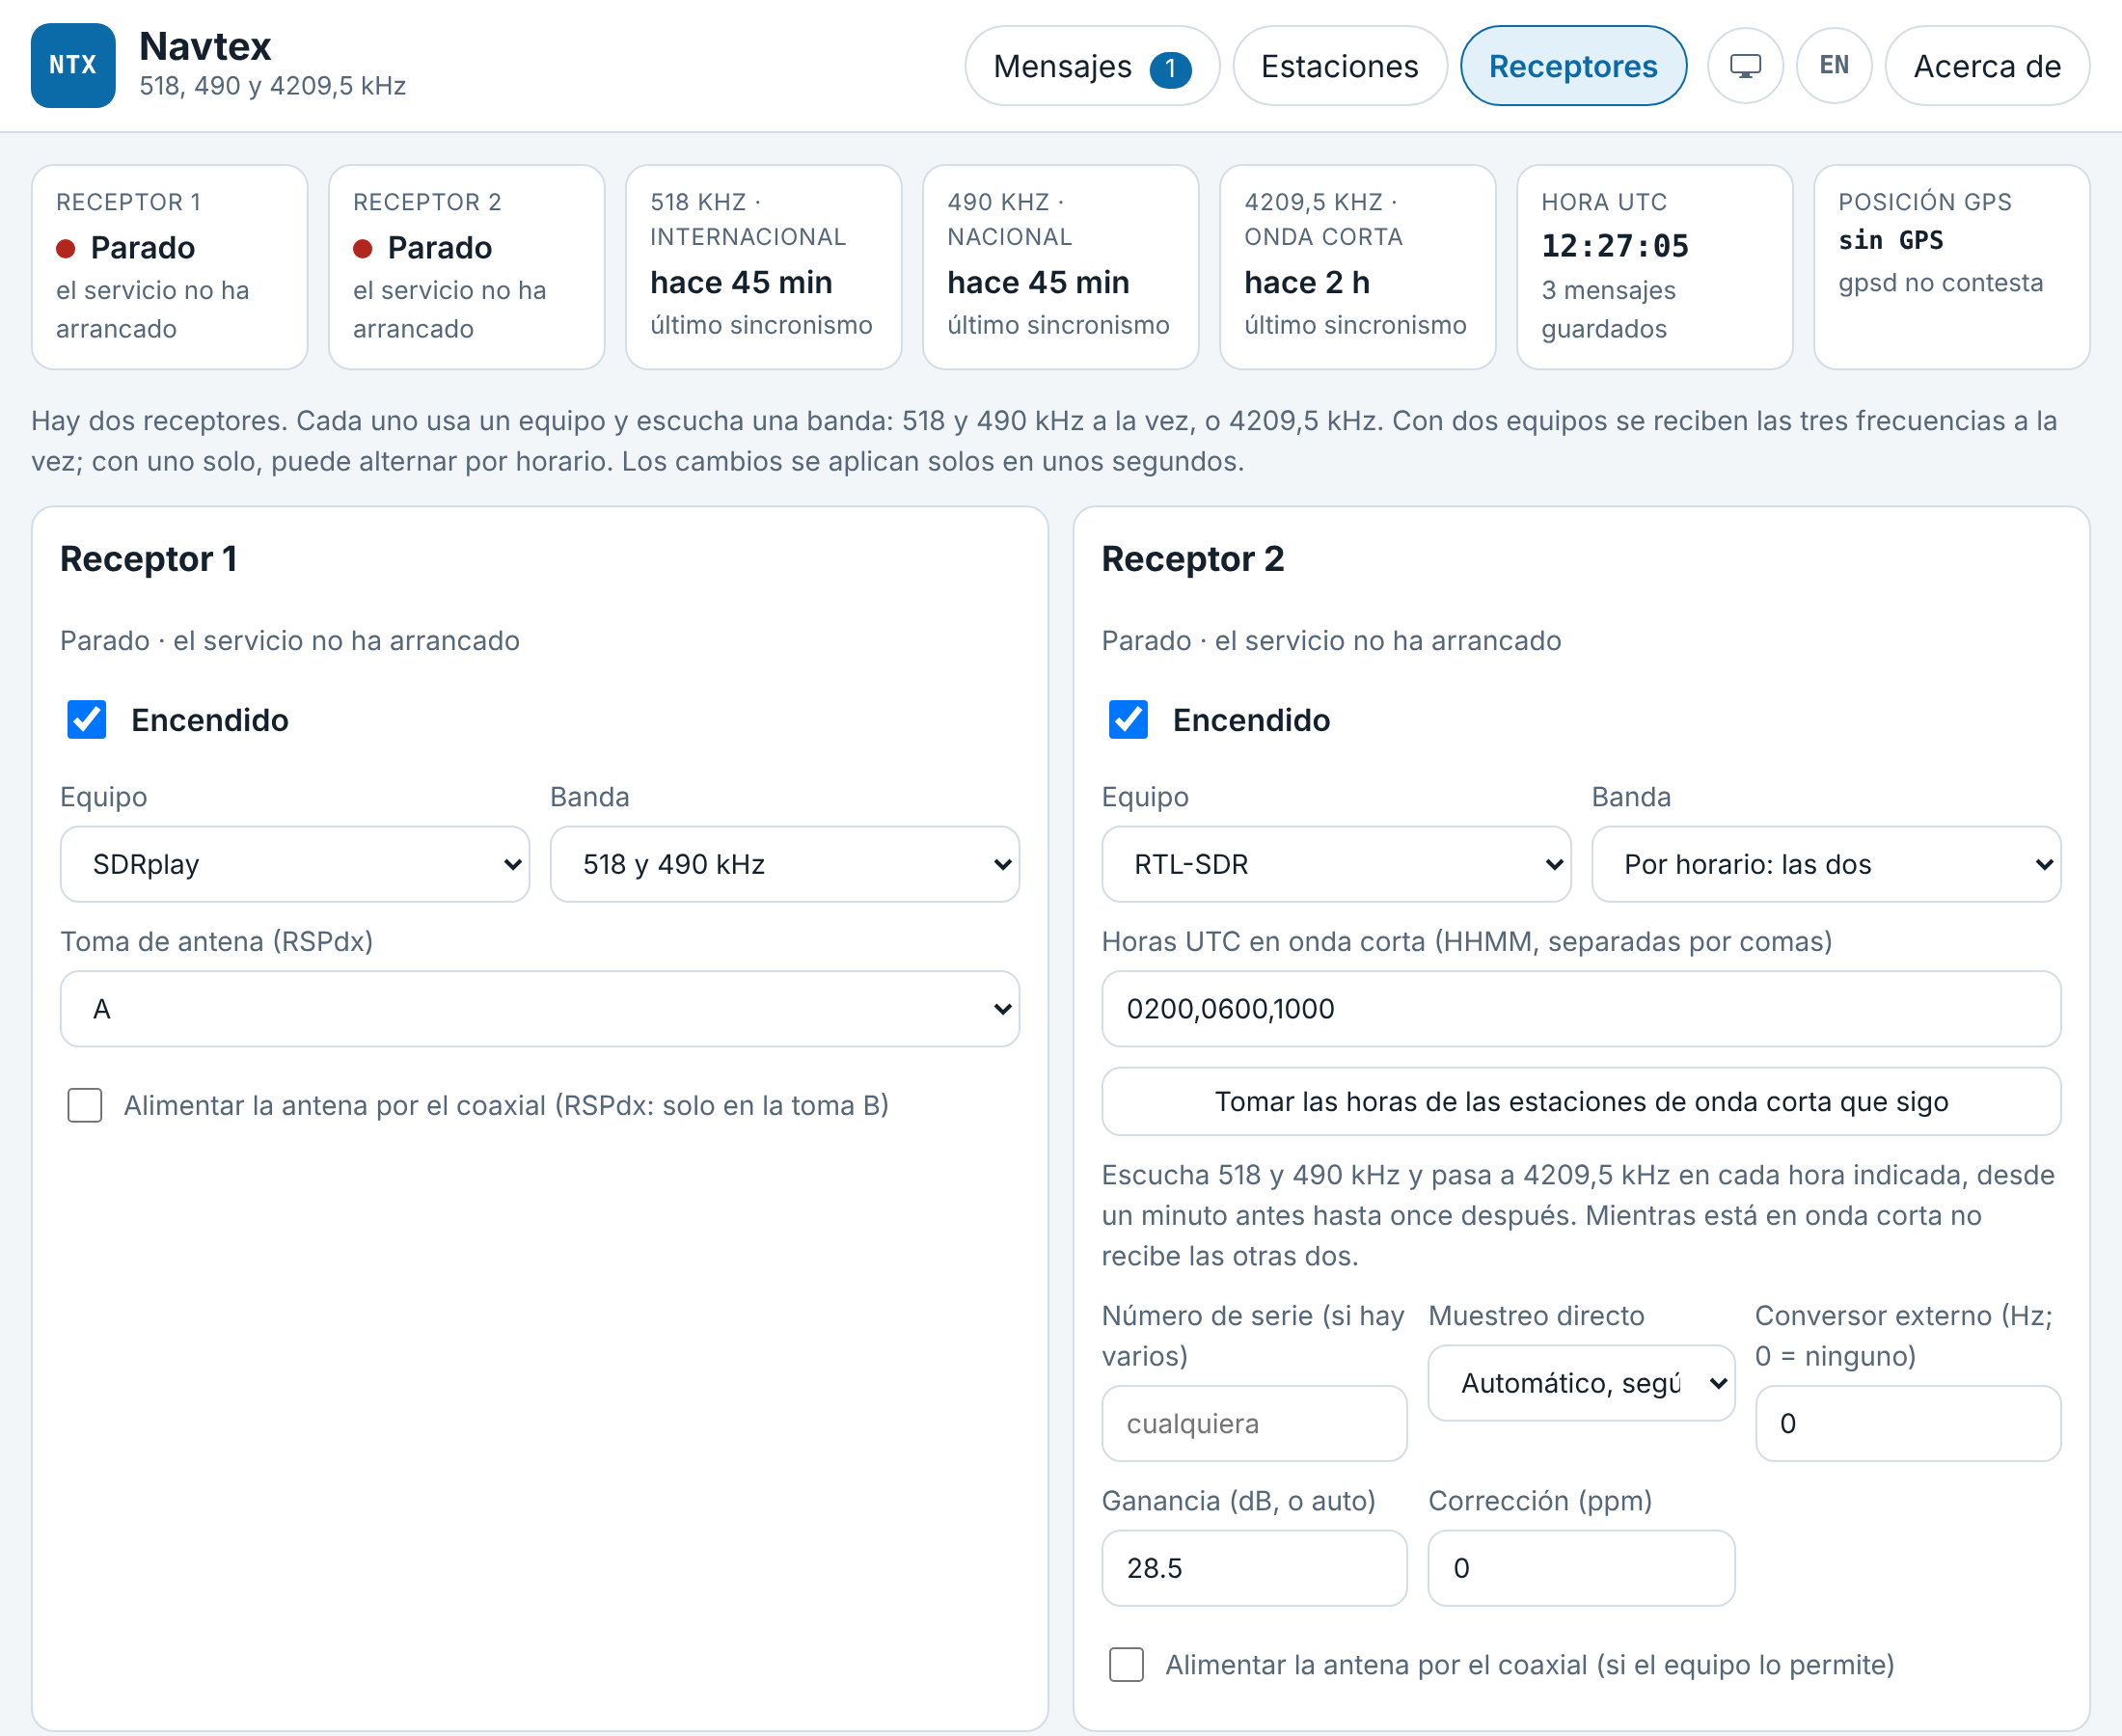 NTX
Navtex
518, 490 y 4209,5 kHz
Mensajes 1
Estaciones
Receptores
EN
Acerca de
RECEPTOR 1
Parado
el servicio no ha
arrancado
RECEPTOR 2
Parado
el servicio no ha
arrancado
518 KHZ ·
INTERNACIONAL
hace 45 min
último sincronismo
490 KHZ ·
NACIONAL
hace 45 min
último sincronismo
4209,5 KHZ ·
ONDA CORTA
hace 2 h
último sincronismo
HORA UTC
12:27:05
3 mensajes
guardados
POSICIÓN GPS
sin GPS
gpsd no contesta
Hay dos receptores. Cada uno usa un equipo y escucha una banda: 518 y 490 kHz a la vez, o 4209,5 kHz. Con dos equipos se reciben las tres frecuencias a la
vez; con uno solo, puede alternar por horario. Los cambios se aplican solos en unos segundos.
Receptor 1
Parado · el servicio no ha arrancado
Encendido
Equipo
SDRplay
Banda
518 y 490 kHz
Toma de antena (RSPdx)
A
Alimentar la antena por el coaxial (RSPdx: solo en la toma B)
Receptor 2
Parado · el servicio no ha arrancado
Encendido
Equipo
RTL-SDR
Banda
Por horario: las dos
Horas UTC en onda corta (HHMM, separadas por comas)
0200,0600,1000
Tomar las horas de las estaciones de onda corta que sigo
Escucha 518 y 490 kHz y pasa a 4209,5 kHz en cada hora indicada, desde
un minuto antes hasta once después. Mientras está en onda corta no
recibe las otras dos.
Número de serie (si hay
varios)
cualquiera
Muestreo directo
Automático, segú
Conversor externo (Hz;
0 = ninguno)
0
Ganancia (dB, o auto)
28.5
Corrección (ppm)
0
Alimentar la antena por el coaxial (si el equipo lo permite)